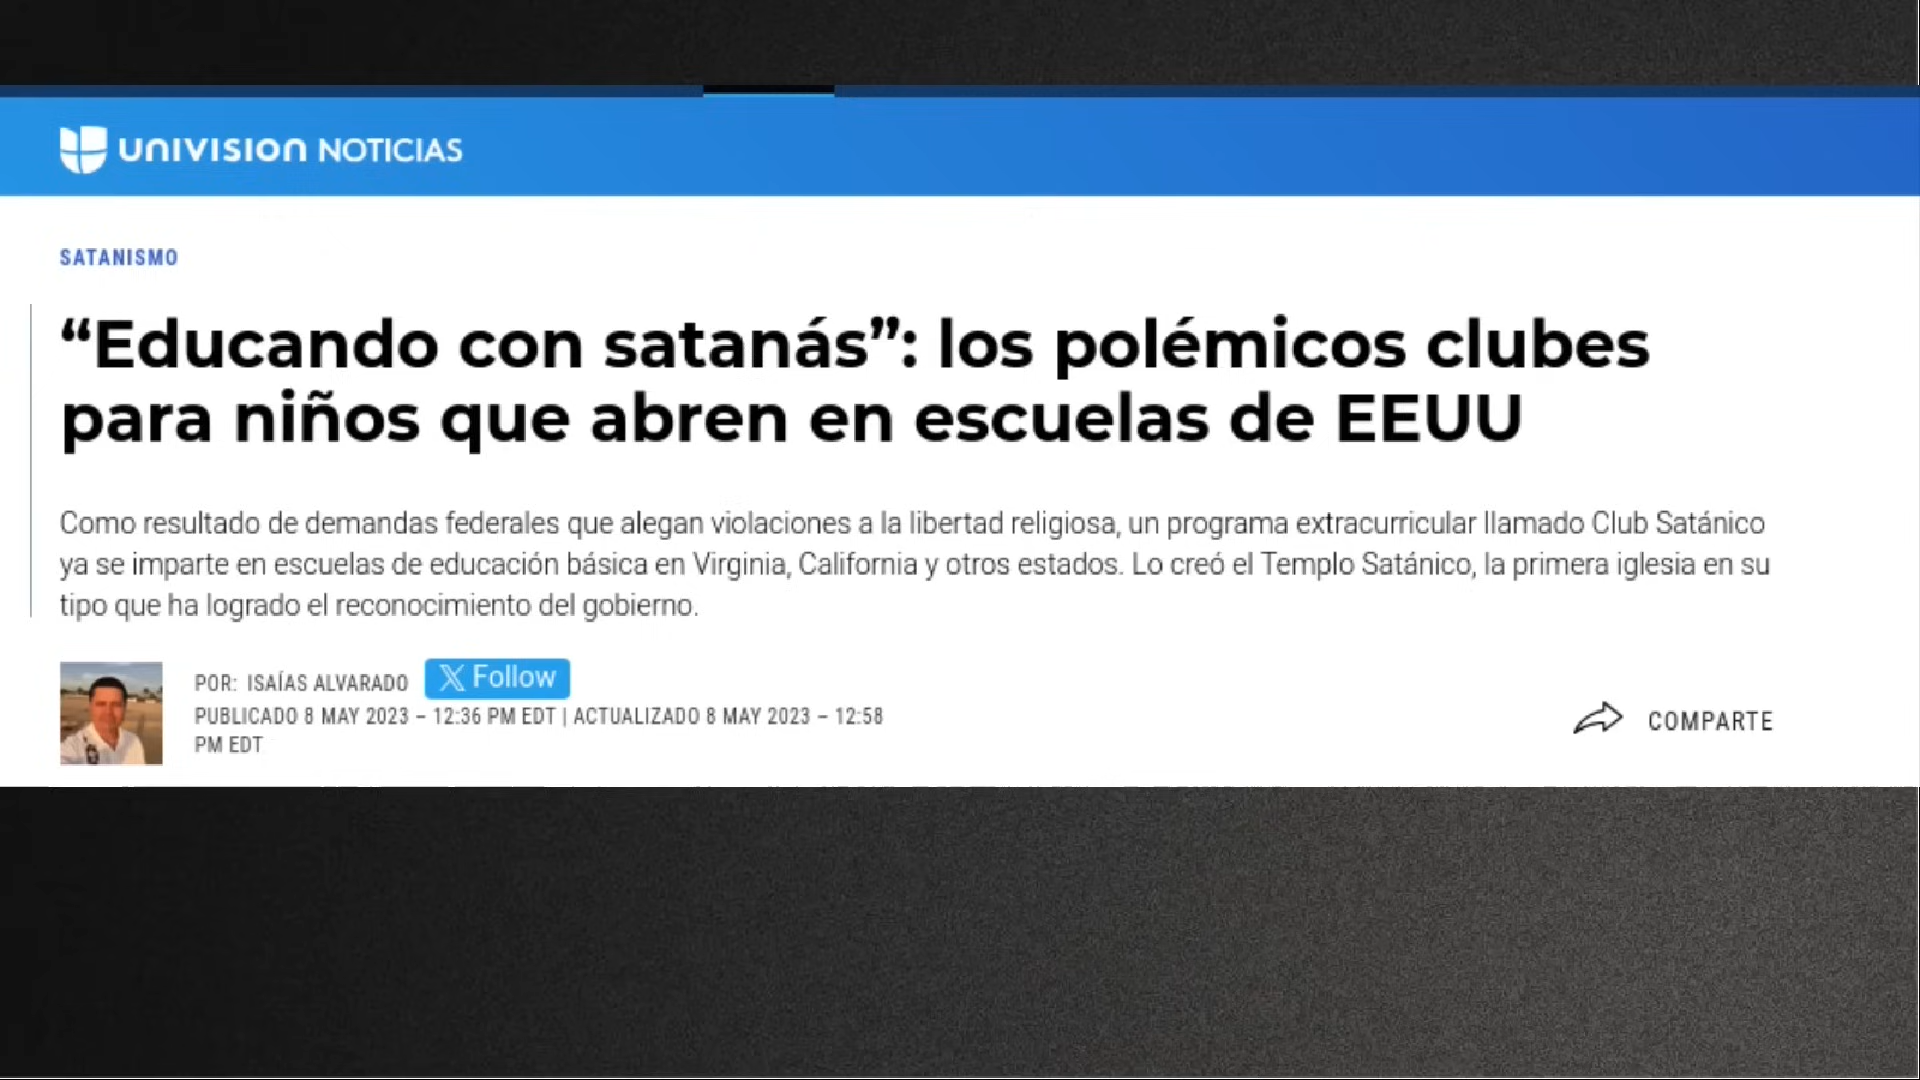 UNIVISION NOTICIAS
SATANISMO
“Educando con satanás”: los polémicos clubes
para niños que abren en escuelas de EEUU
Como resultado de demandas federales que alegan violaciones a la libertad religiosa, un programa extracurricular llamado Club Satánico
ya se imparte en escuelas de educación básica en Virginia, California y otros estados. Lo creó el Templo Satánico, la primera iglesia en su
tipo que ha logrado el reconocimiento del gobierno.
POR: ISAÍAS ALVARADO
X Follow
PUBLICADO 8 MAY 2023 – 12:36 PM EDT | ACTUALIZADO 8 MAY 2023 – 12:58
PM EDT
COMPARTE